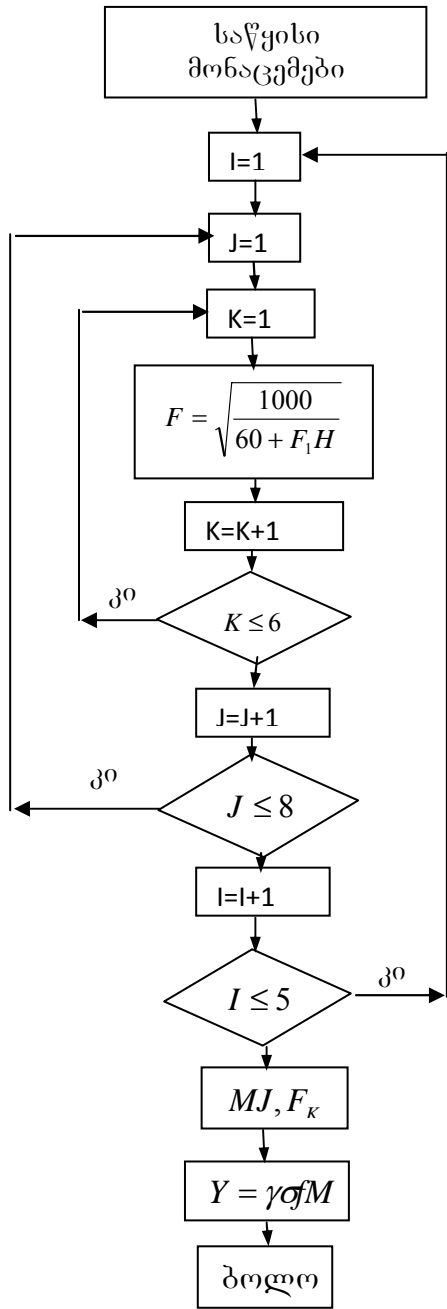 საწყისი
მონაცემები
I=1
J=1
K=1
F = √(1000 / (60 + F₁H))
K=K+1
კი
K ≤ 6
J=J+1
კი
J ≤ 8
I=I+1
I ≤ 5
კი
MJ, F_K
Y = γσfM
ბოლო